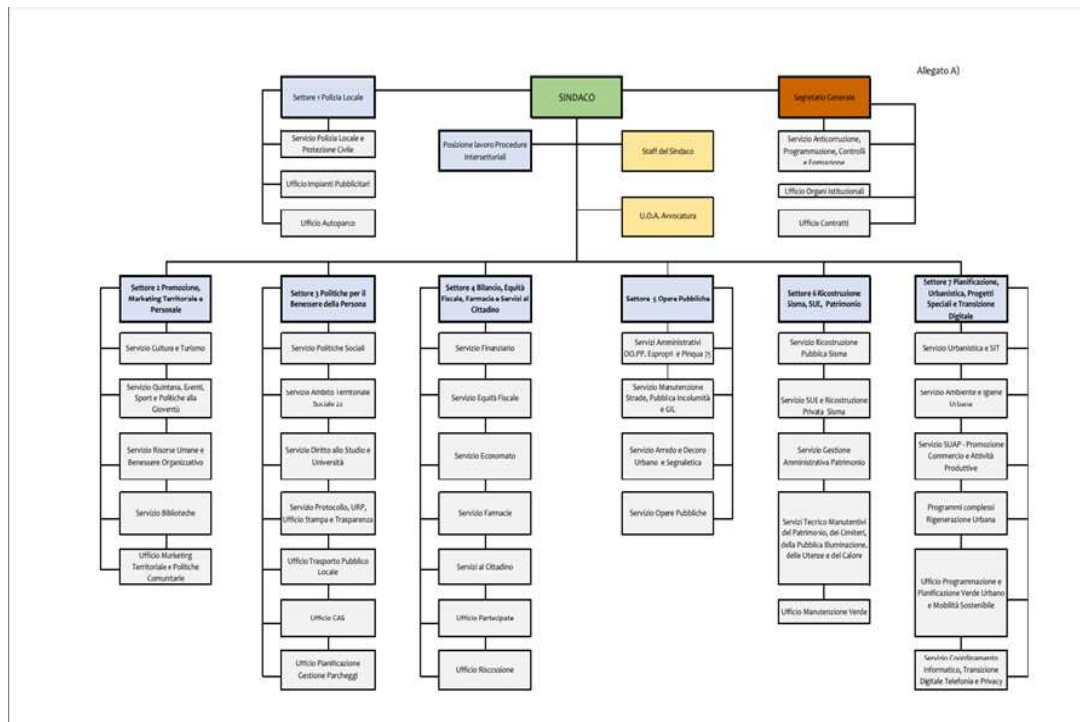 Allegato A)
Settore 1 Polizia Locale
SINDACO
Segretario Generale
Servizio Polizia Locale e
Protezione Civile
Ufficio Impianti Pubblicitari
Ufficio Autoparco
Posizione lavoro Procedure
Intersettoriali
Staff del Sindaco
U.O.A. Avvocatura
Servizio Anticorruzione,
Programmazione, Controlli
e Formazione
Ufficio Organi Istituzionali
Ufficio Contratti
Settore 2 Promozione,
Marketing Territoriale e
Personale
Servizio Cultura e Turismo
Servizio Quintana, Eventi,
Sport e Politiche alla
Gioventù
Servizio Risorse Umane e
Benessere Organizzativo
Servizio Biblioteche
Ufficio Marketing
Territoriale e Politiche
Comunitarie
Settore 3 Politiche per il
Benessere della Persona
Servizio Politiche Sociali
Servizio Ambito Territoriale
Sociale 22
Servizio Diritto allo Studio e
Università
Servizio Protocollo, URP,
Ufficio Stampa e Trasparenza
Ufficio Trasporto Pubblico
Locale
Ufficio CAS
Ufficio Pianificazione
Gestione Parcheggi
Settore 4 Bilancio, Equità
Fiscale, Farmacie e Servizi al
Cittadino
Servizio Finanziario
Servizio Equità Fiscale
Servizio Economato
Servizio Farmacie
Servizi al Cittadino
Ufficio Partecipate
Ufficio Riscossione
Settore 5 Opere Pubbliche
Servizi Amministrativi
OO.PP. Espropri e Pinqua 75
Servizio Manutenzione
Strade, Pubblica Incolumità
e GIL
Servizio Arredo e Decoro
Urbano e Segnaletica
Servizio Opere Pubbliche
Settore 6 Ricostruzione
Sisma, SUE, Patrimonio
Servizio Ricostruzione
Pubblica Sisma
Servizio SUE e Ricostruzione
Privata Sisma
Servizio Gestione
Amministrativa Patrimonio
Servizi Tecnico Manutentivi
del Patrimonio, dei Cimiteri,
della Pubblica Illuminazione,
delle Utenze e del Calore
Ufficio Manutenzione Verde
Settore 7 Pianificazione,
Urbanistica, Progetti
Speciali e Transizione
Digitale
Servizio Urbanistica e SIT
Servizio Ambiente e Igiene
Urbana
Servizio SUAP - Promozione
Commercio e Attività
Produttive
Programmi complessi
Rigenerazione Urbana
Ufficio Programmazione e
Pianificazione Verde Urbano
e Mobilità Sostenibile
Servizio Coordinamento
Informatico, Transizione
Digitale Telefonia e Privacy